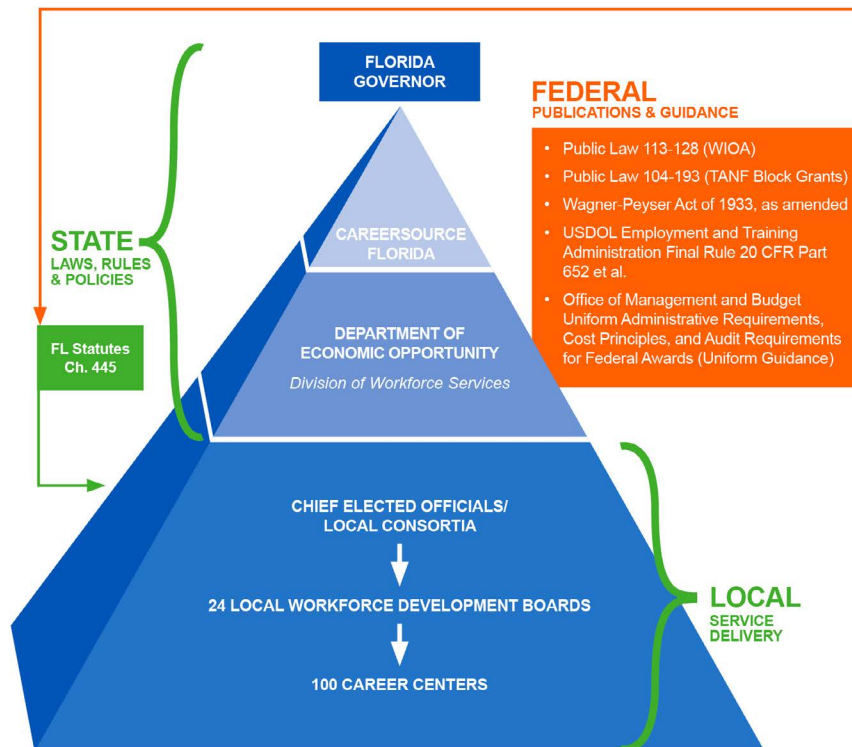 FLORIDA
GOVERNOR
FEDERAL
PUBLICATIONS & GUIDANCE
• Public Law 113-128 (WIOA)
• Public Law 104-193 (TANF Block Grants)
• Wagner-Peyser Act of 1933, as amended
• USDOL Employment and Training
Administration Final Rule 20 CFR Part
652 et al.
• Office of Management and Budget
Uniform Administrative Requirements,
Cost Principles, and Audit Requirements
for Federal Awards (Uniform Guidance)
STATE
LAWS, RULES
& POLICIES
CAREERSOURCE
FLORIDA
FL Statutes
Ch. 445
DEPARTMENT OF
ECONOMIC OPPORTUNITY
Division of Workforce Services
CHIEF ELECTED OFFICIALS/
LOCAL CONSORTIA
24 LOCAL WORKFORCE DEVELOPMENT BOARDS
100 CAREER CENTERS
LOCAL
SERVICE
DELIVERY